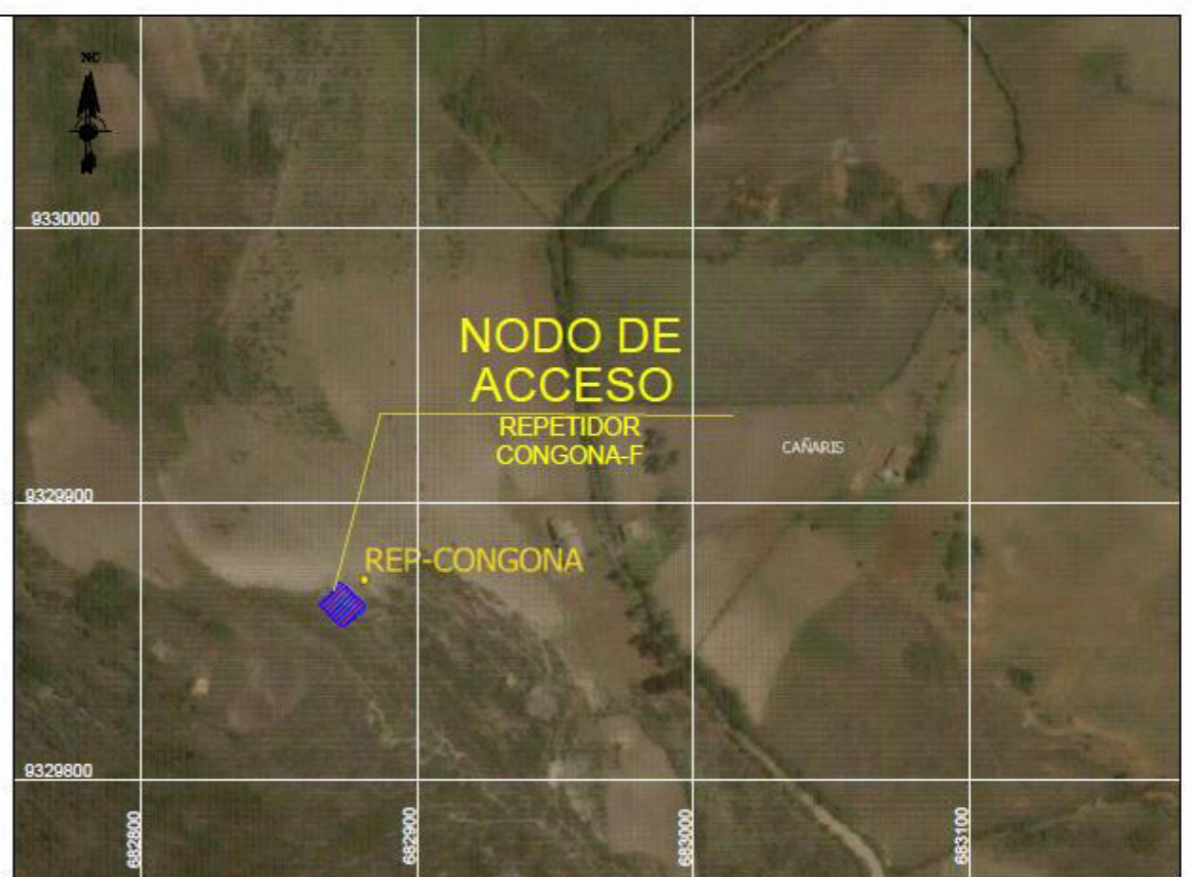 NC
9330000
NODO DE
ACCESO
REPETIDOR
CONGONA-F
CAÑARIS
9329900
REP-CONGONA
9329800
682800
682900
683000
683100